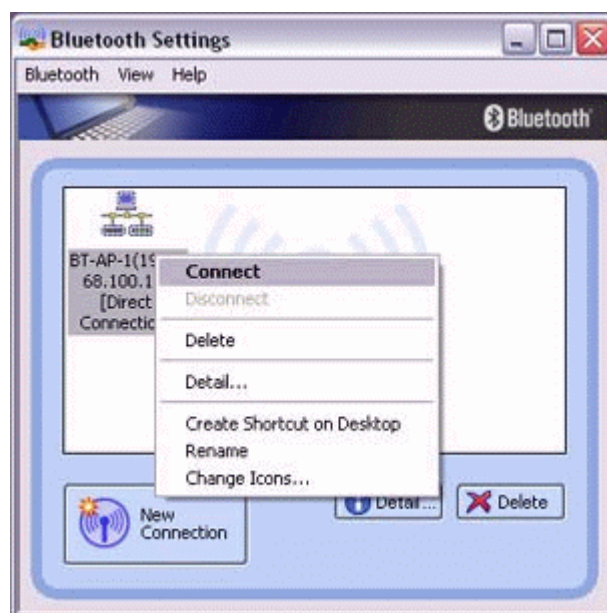 Bluetooth Settings
Bluetooth View Help
Bluetooth
BT-AP-1(19
68.100.1
[Direct
Connectio
Connect
Disconnect
Delete
Detail...
Create Shortcut on Desktop
Rename
Change Icons...
New
Connection
Detail...
Delete